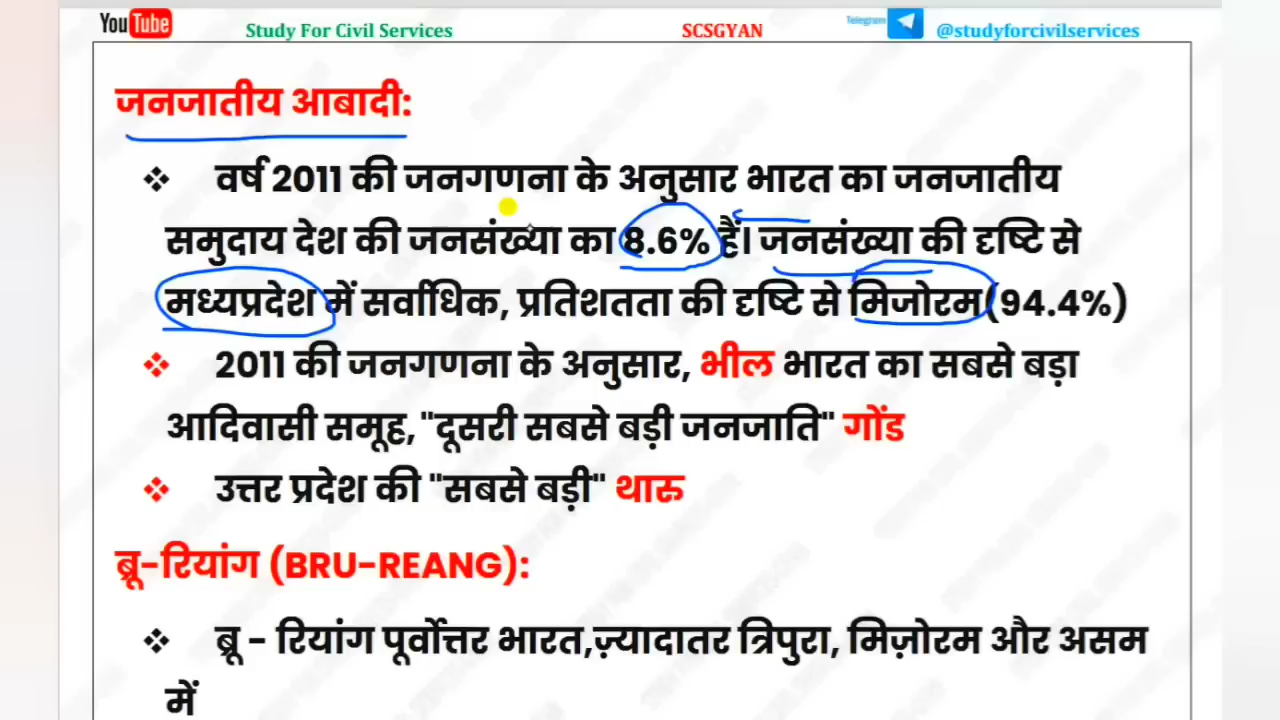 YouTube Study For Civil Services SCSGYAN Telegram @studyforcivilservices
जनजातीय आबादी:
❖ वर्ष 2011 की जनगणना के अनुसार भारत का जनजातीय
समुदाय देश की जनसंख्या का 8.6% हैं। जनसंख्या की दृष्टि से
मध्यप्रदेश में सर्वाधिक, प्रतिशतता की दृष्टि से मिजोरम(94.4%)
❖ 2011 की जनगणना के अनुसार, भील भारत का सबसे बड़ा
आदिवासी समूह, "दूसरी सबसे बड़ी जनजाति" गोंड
❖ उत्तर प्रदेश की "सबसे बड़ी" थारु
ब्रू-रियांग (BRU-REANG):
❖ ब्रू - रियांग पूर्वोत्तर भारत,ज़्यादातर त्रिपुरा, मिज़ोरम और असम
में